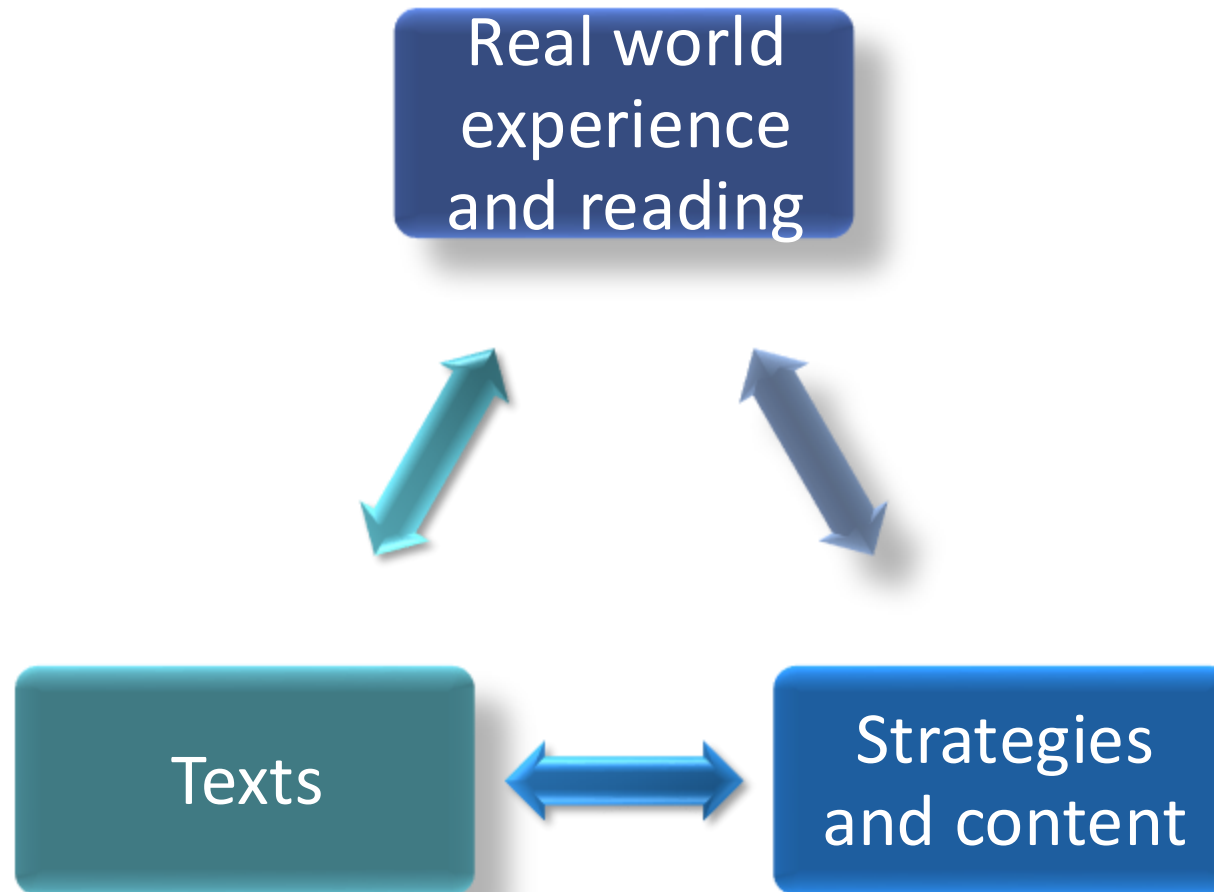 Real world
experience
and reading
Texts
Strategies
and content